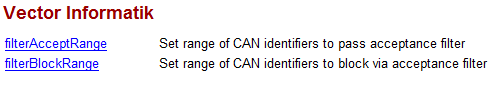 Vector Informatik
filterAcceptRange Set range of CAN identifiers to pass acceptance filter
filterBlockRange Set range of CAN identifiers to block via acceptance filter